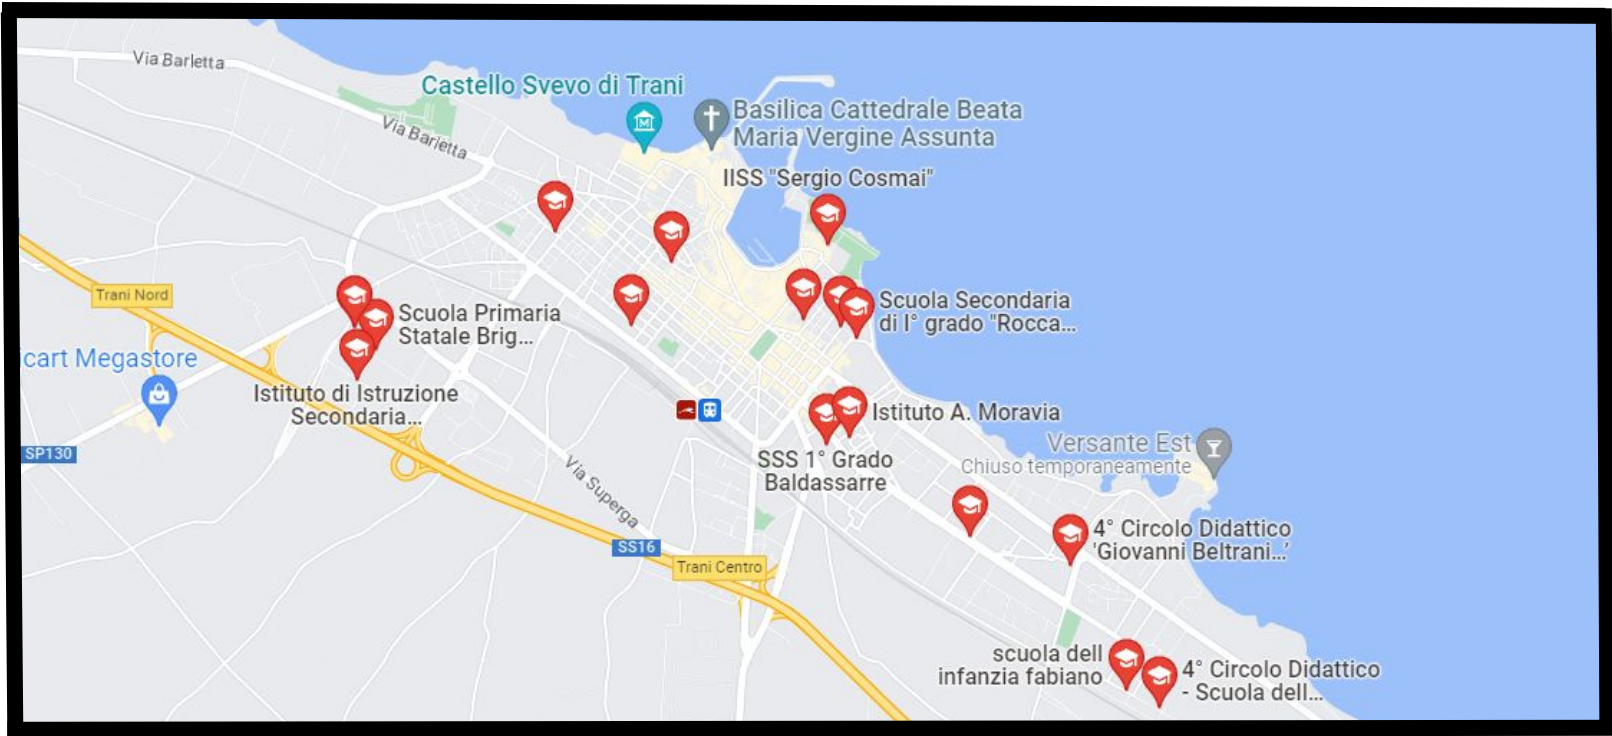 Via Barletta
Castello Svevo di Trani
Basilica Cattedrale Beata
Maria Vergine Assunta
Via Barletta
IISS "Sergio Cosmai"
Trani Nord
Scuola Primaria
Statale Brig...
Scuola Secondaria
di I° grado "Rocca...
cart Megastore
Istituto di Istruzione
Secondaria...
Istituto A. Moravia
SP130
SSS 1° Grado
Baldassarre
Versante Est
Chiuso temporaneamente
Via Superga
4° Circolo Didattico
'Giovanni Beltrani...'
SS16
Trani Centro
scuola dell
infanzia fabiano
4° Circolo Didattico
- Scuola dell...